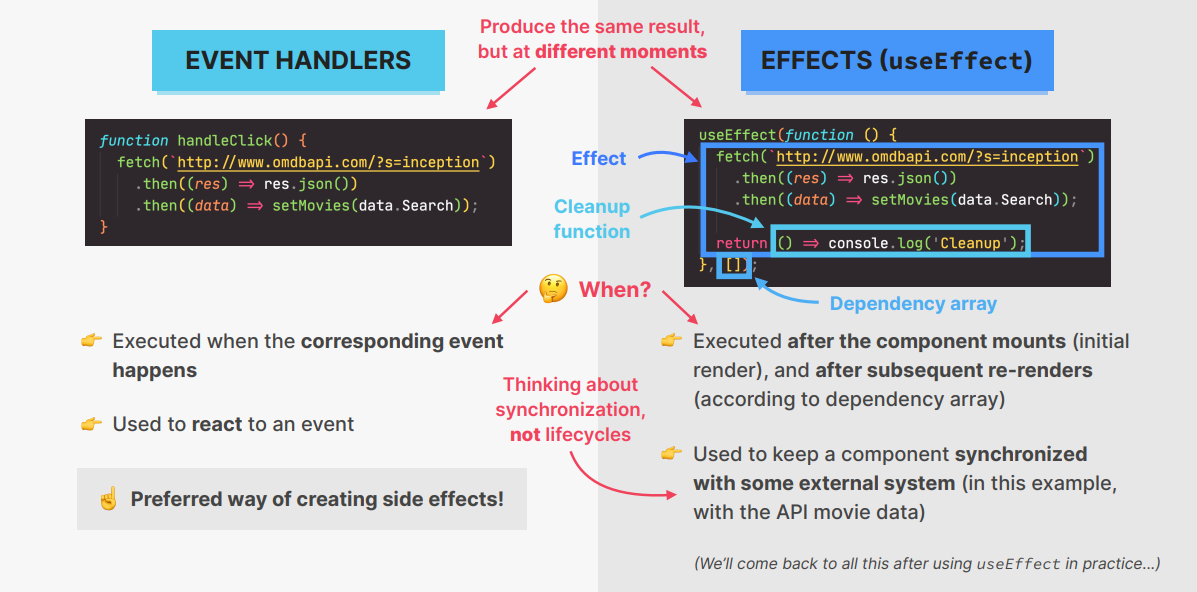 Produce the same result,
but at different moments
EVENT HANDLERS
EFFECTS (useEffect)
function handleClick() {
  fetch(`http://www.omdbapi.com/?s=inception`)
    .then((res) => res.json())
    .then((data) => setMovies(data.Search));
}
useEffect(function () {
  fetch(`http://www.omdbapi.com/?s=inception`)
    .then((res) => res.json())
    .then((data) => setMovies(data.Search));
  return () => console.log('Cleanup');
}, []);
Effect
Cleanup
function
Dependency array
🤔 When?
👉 Executed when the corresponding event
happens
👉 Used to react to an event
☝️ Preferred way of creating side effects!
👉 Executed after the component mounts (initial
render), and after subsequent re-renders
(according to dependency array)
Thinking about
synchronization,
not lifecycles
👉 Used to keep a component synchronized
with some external system (in this example,
with the API movie data)
(We’ll come back to all this after using useEffect in practice...)